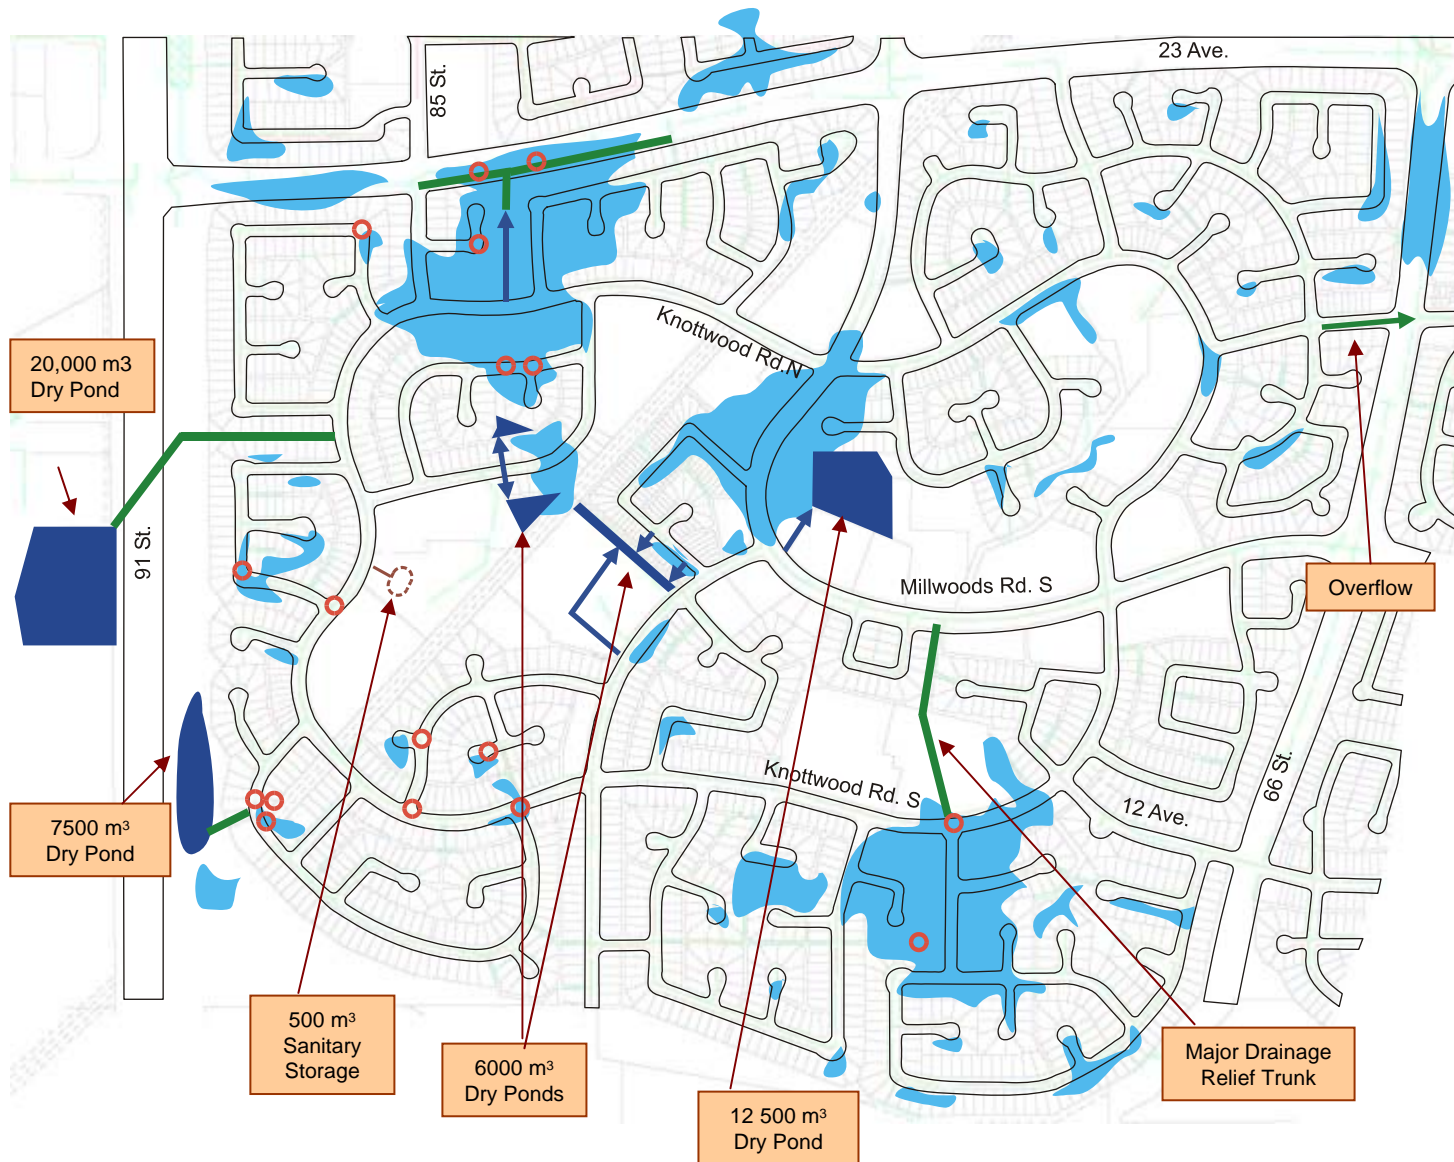 23 Ave.
85 St.
Knottwood Rd.N
20,000 m3
Dry Pond
91 St.
Millwoods Rd. S
Overflow
66 St.
Knottwood Rd. S
12 Ave.
7500 m³
Dry Pond
500 m³
Sanitary
Storage
6000 m³
Dry Ponds
12 500 m³
Dry Pond
Major Drainage
Relief Trunk